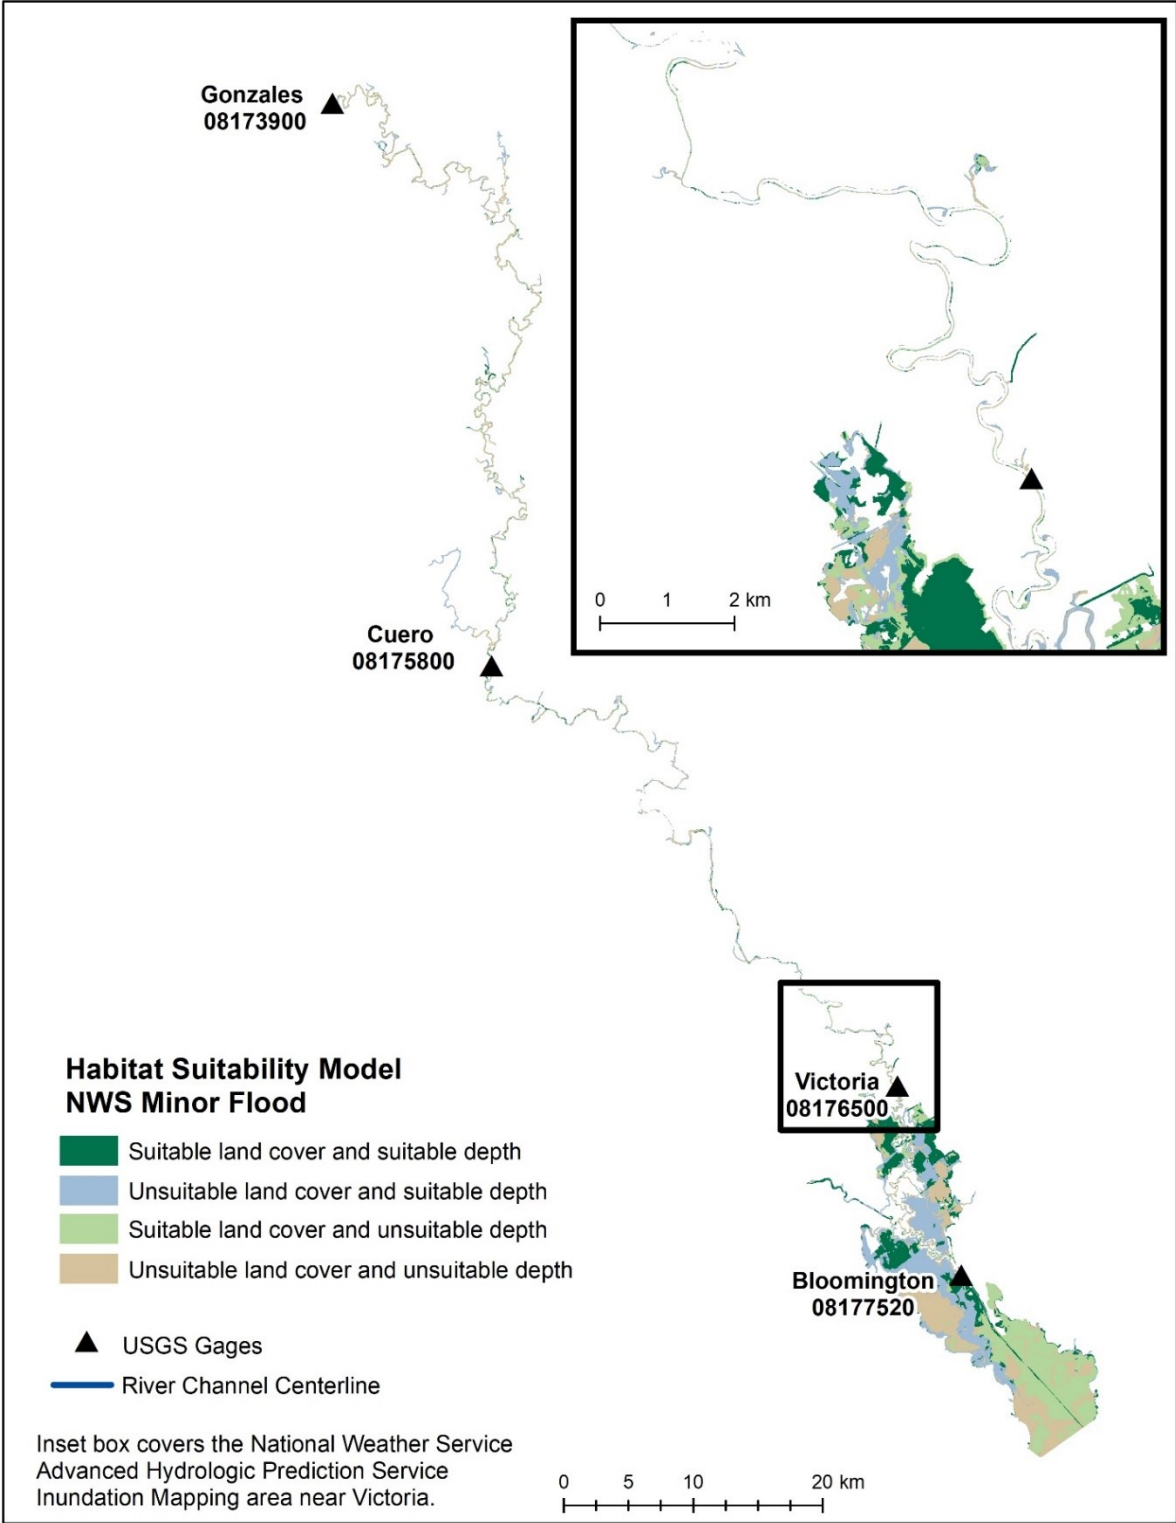 Gonzales
08173900
0 1 2 km
Cuero
08175800
Victoria
08176500
Habitat Suitability Model
NWS Minor Flood
Suitable land cover and suitable depth
Unsuitable land cover and suitable depth
Suitable land cover and unsuitable depth
Unsuitable land cover and unsuitable depth
Bloomington
08177520
USGS Gages
River Channel Centerline
Inset box covers the National Weather Service
Advanced Hydrologic Prediction Service
Inundation Mapping area near Victoria.
0 5 10 20 km